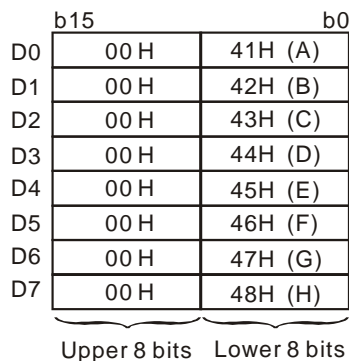 b15 b0
D0 00 H 41H (A)
D1 00 H 42H (B)
D2 00 H 43H (C)
D3 00 H 44H (D)
D4 00 H 45H (E)
D5 00 H 46H (F)
D6 00 H 47H (G)
D7 00 H 48H (H)
Upper 8 bits Lower 8 bits